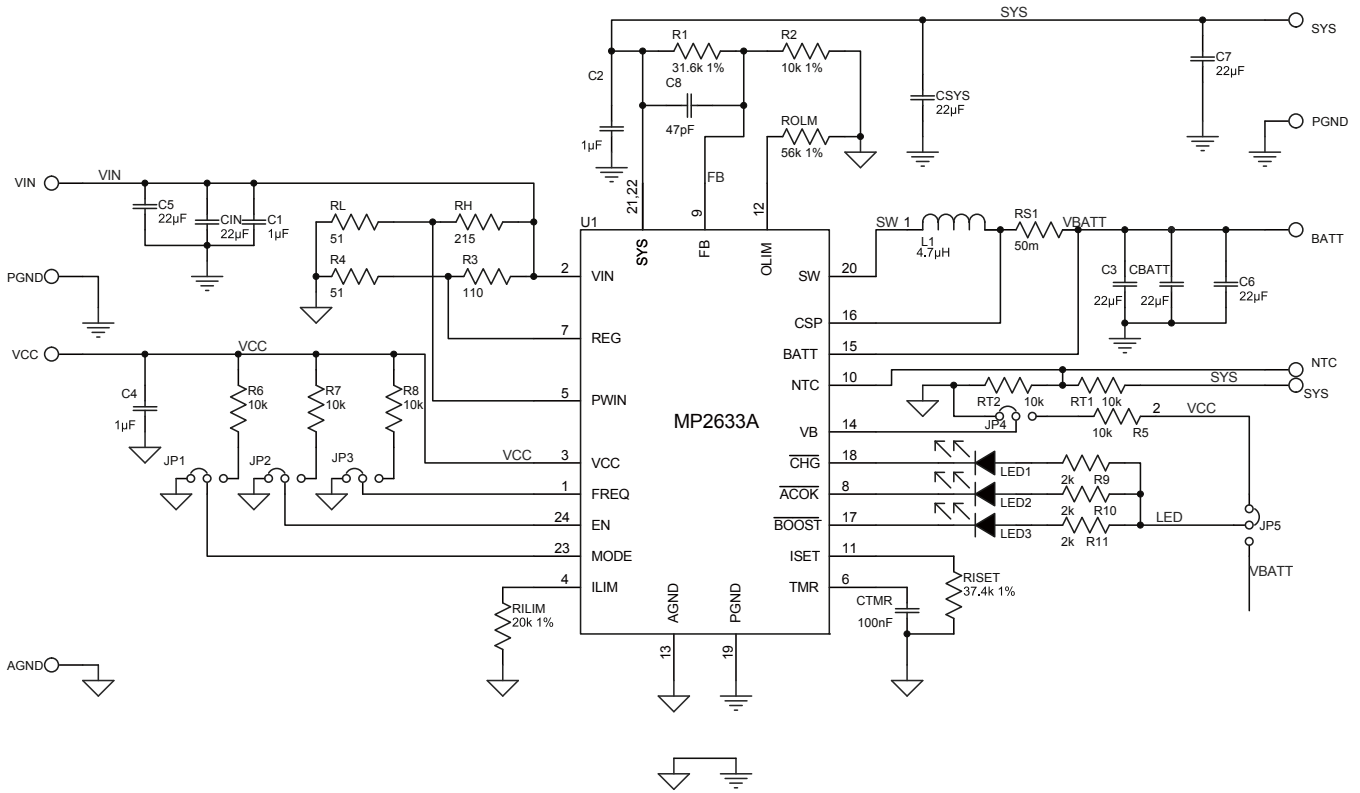 SYS
SYS
R1
31.6k 1%
R2
10k 1%
C2
1µF
C8
47pF
ROLM
56k 1%
CSYS
22µF
C7
22µF
PGND
VIN
VIN
C5
22µF
CIN
22µF
C1
1µF
RL
51
RH
215
R4
51
R3
110
21,22
9
FB
12
U1
SYS
FB
OLIM
SW 1
L1
4.7µH
RS1
50m
VBATT
BATT
C3
22µF
CBATT
22µF
C6
22µF
PGND
2
VIN
7
REG
5
PWIN
3
VCC
1
FREQ
24
EN
23
MODE
4
ILIM
MP2633A
SW
20
CSP
16
BATT
15
NTC
10
VB
14
CHG
18
ACOK
8
BOOST
17
ISET
11
TMR
6
AGND
13
PGND
19
VCC
VCC
C4
1µF
R6
10k
R7
10k
R8
10k
VCC
JP1
JP2
JP3
RILIM
20k 1%
AGND
NTC
SYS
SYS
RT2
10k
RT1
10k
JP4
10k
R5
2
VCC
LED1
2k
R9
LED2
2k
R10
LED3
2k
R11
LED
JP5
VBATT
CTMR
100nF
RISET
37.4k 1%